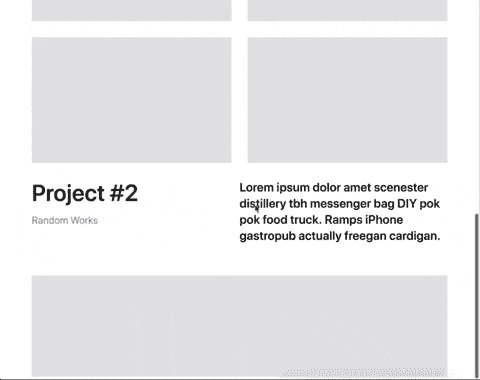 Project #2
Random Works
Lorem ipsum dolor amet scenester
distillery tbh messenger bag DIY pok
pok food truck. Ramps iPhone
gastropub actually freegan cardigan.